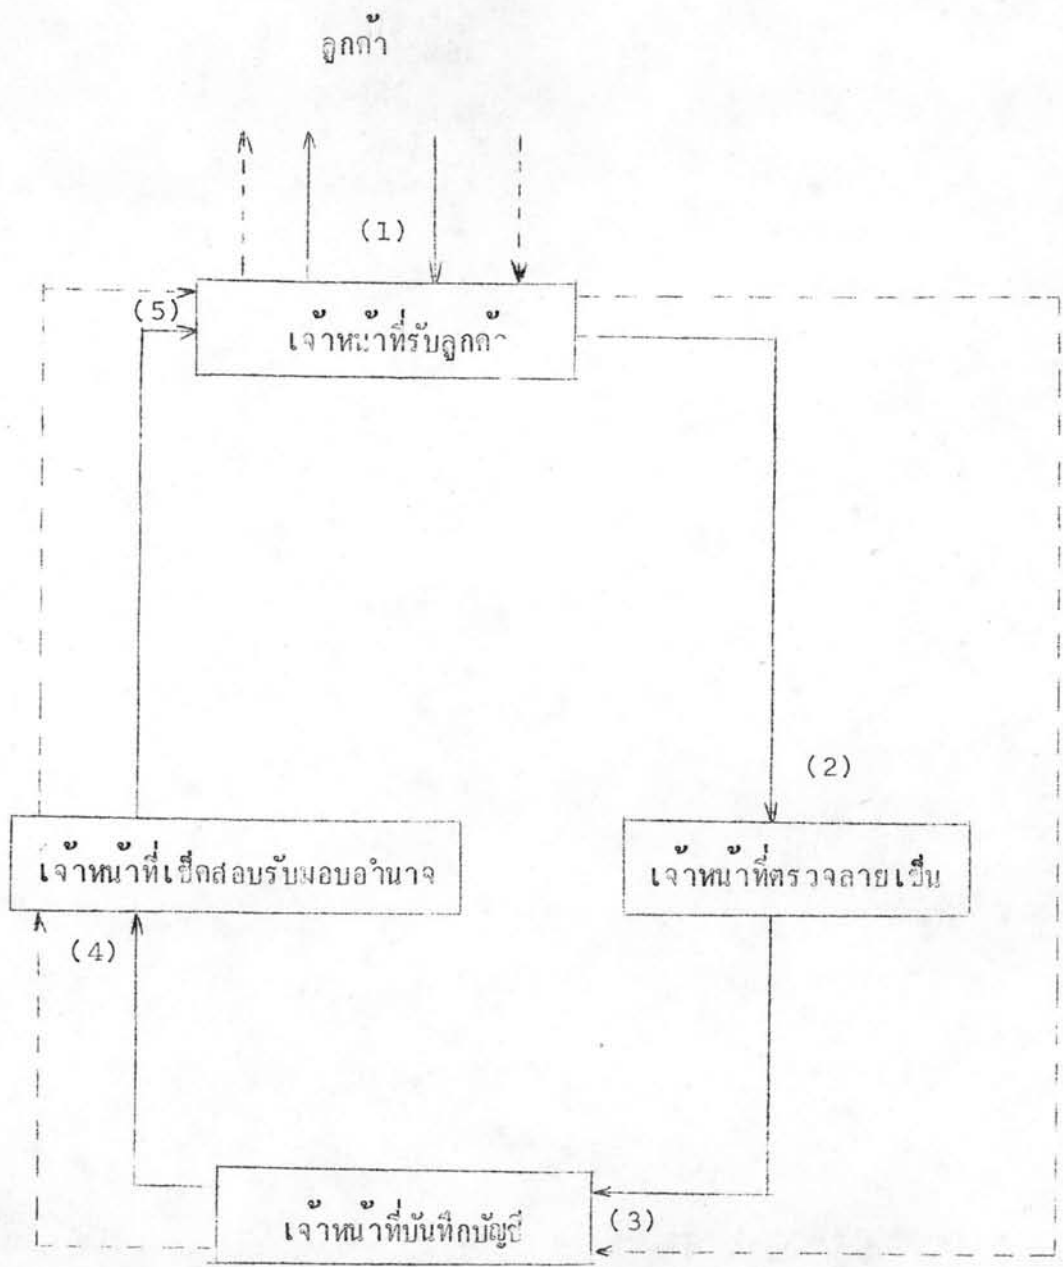 ลูกค้า
(1)
(5)
เจ้าหน้าที่รับลูกค้า
(2)
เจ้าหน้าที่เช็คสอบรับมอบอำนาจ
เจ้าหน้าที่ตรวจลายเซ็น
(4)
เจ้าหน้าที่บันทึกบัญชี
(3)